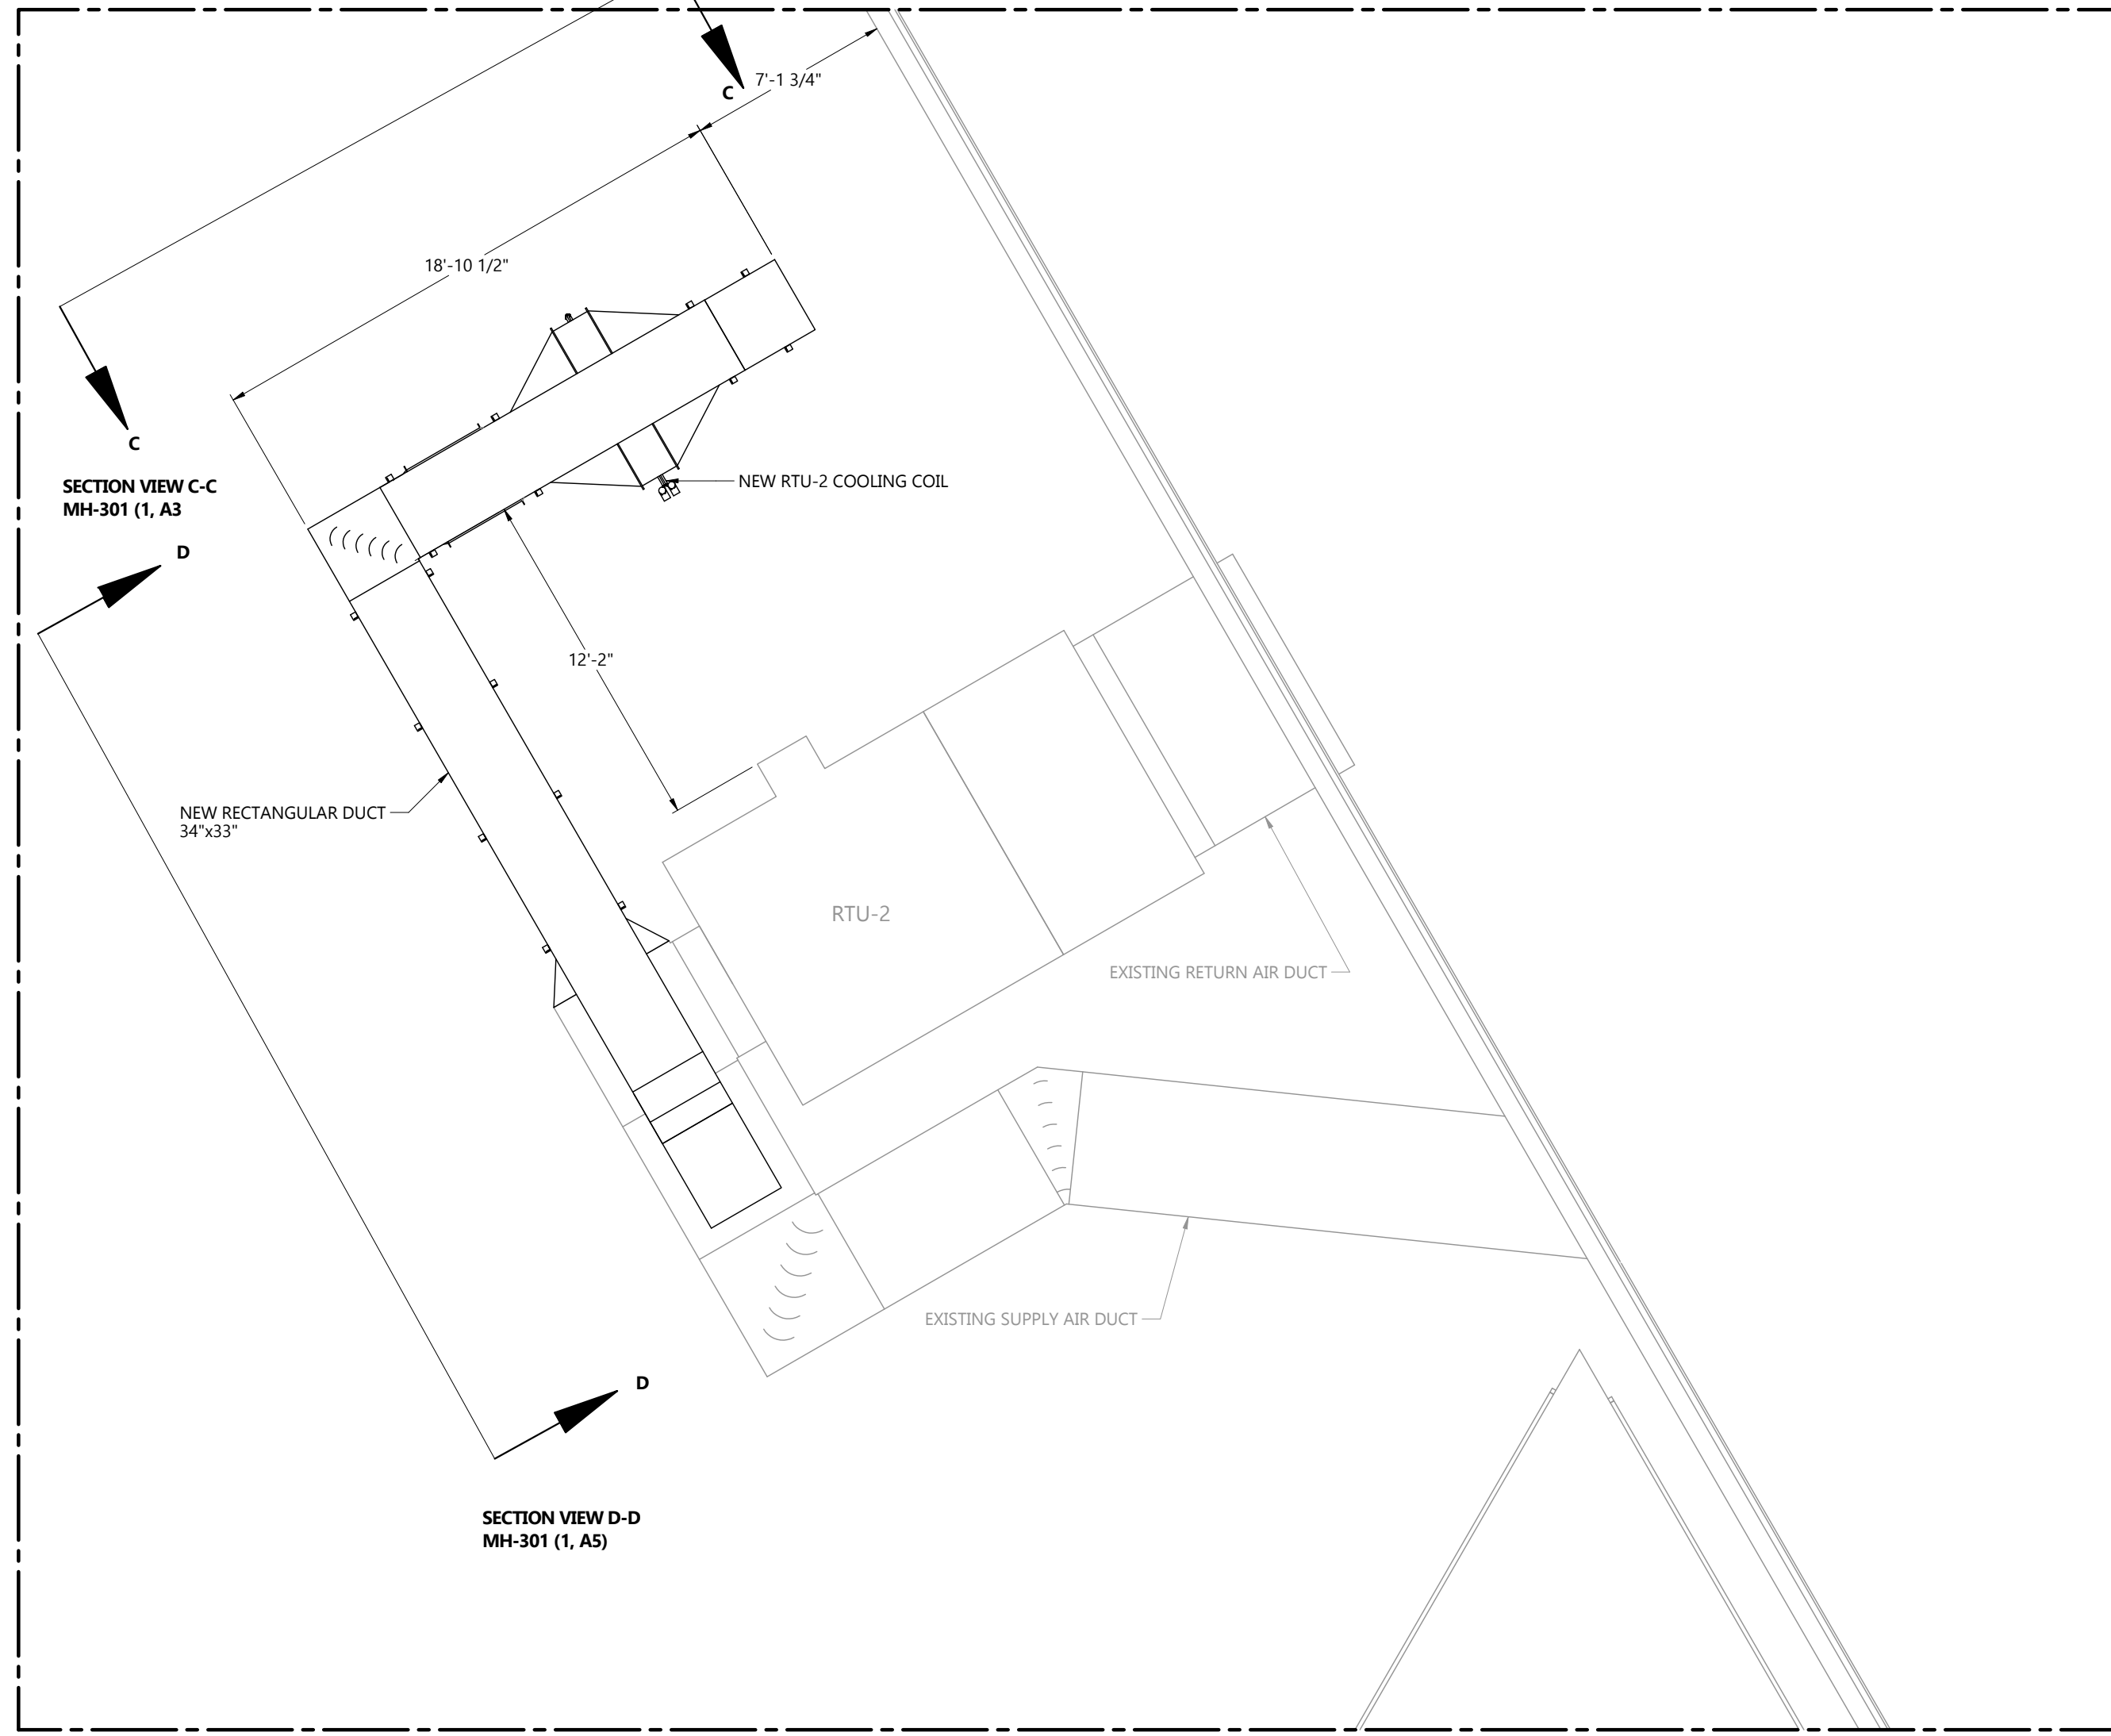 7'-1 3/4"
C
18'-10 1/2"
C
SECTION VIEW C-C
MH-301 (1, A3
NEW RTU-2 COOLING COIL
D
12'-2"
NEW RECTANGULAR DUCT
34"x33"
RTU-2
EXISTING RETURN AIR DUCT
EXISTING SUPPLY AIR DUCT
D
SECTION VIEW D-D
MH-301 (1, A5)